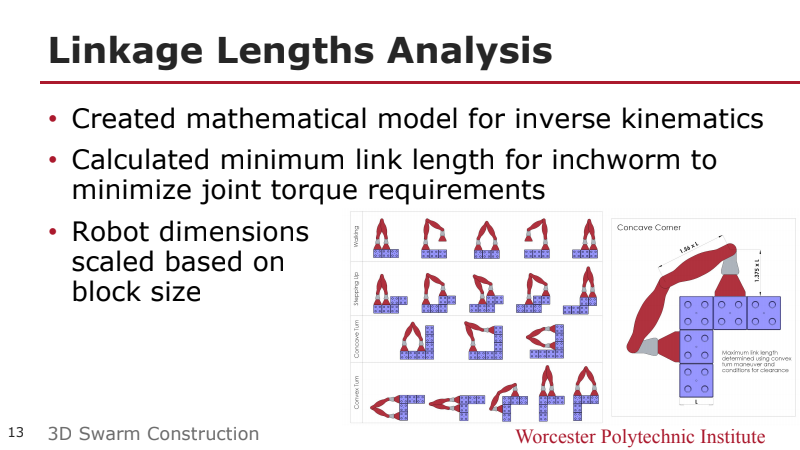 Linkage Lengths Analysis
• Created mathematical model for inverse kinematics
• Calculated minimum link length for inchworm to
minimize joint torque requirements
• Robot dimensions
scaled based on
block size
Walking
Stepping Up
Concave Turn
Convex Turn
Concave Corner
1.56 x L
1.375 x L
Maximum link length
determined using convex
turn maneuver and
conditions for clearance
L
13
3D Swarm Construction
Worcester Polytechnic Institute